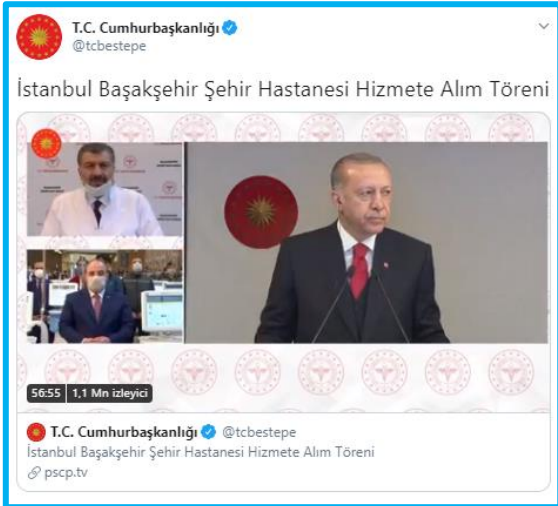 T.C. Cumhurbaşkanlığı
@tcbestepe
İstanbul Başakşehir Şehir Hastanesi Hizmete Alım Töreni
56:55 1,1 Mn izleyici
T.C. Cumhurbaşkanlığı @tcbestepe
İstanbul Başakşehir Şehir Hastanesi Hizmete Alım Töreni
pscp.tv